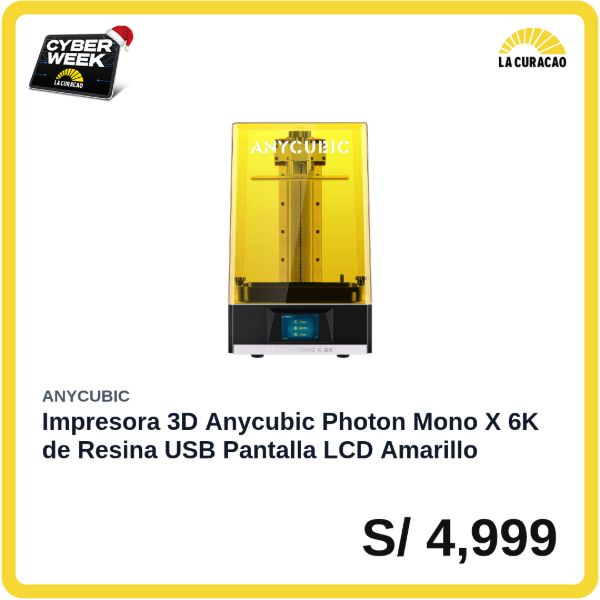 CYBER
WEEK
LA CURACAO
LA CURACAO
ANYCUBIC
ANYCUBIC
Impresora 3D Anycubic Photon Mono X 6K
de Resina USB Pantalla LCD Amarillo
S/ 4,999